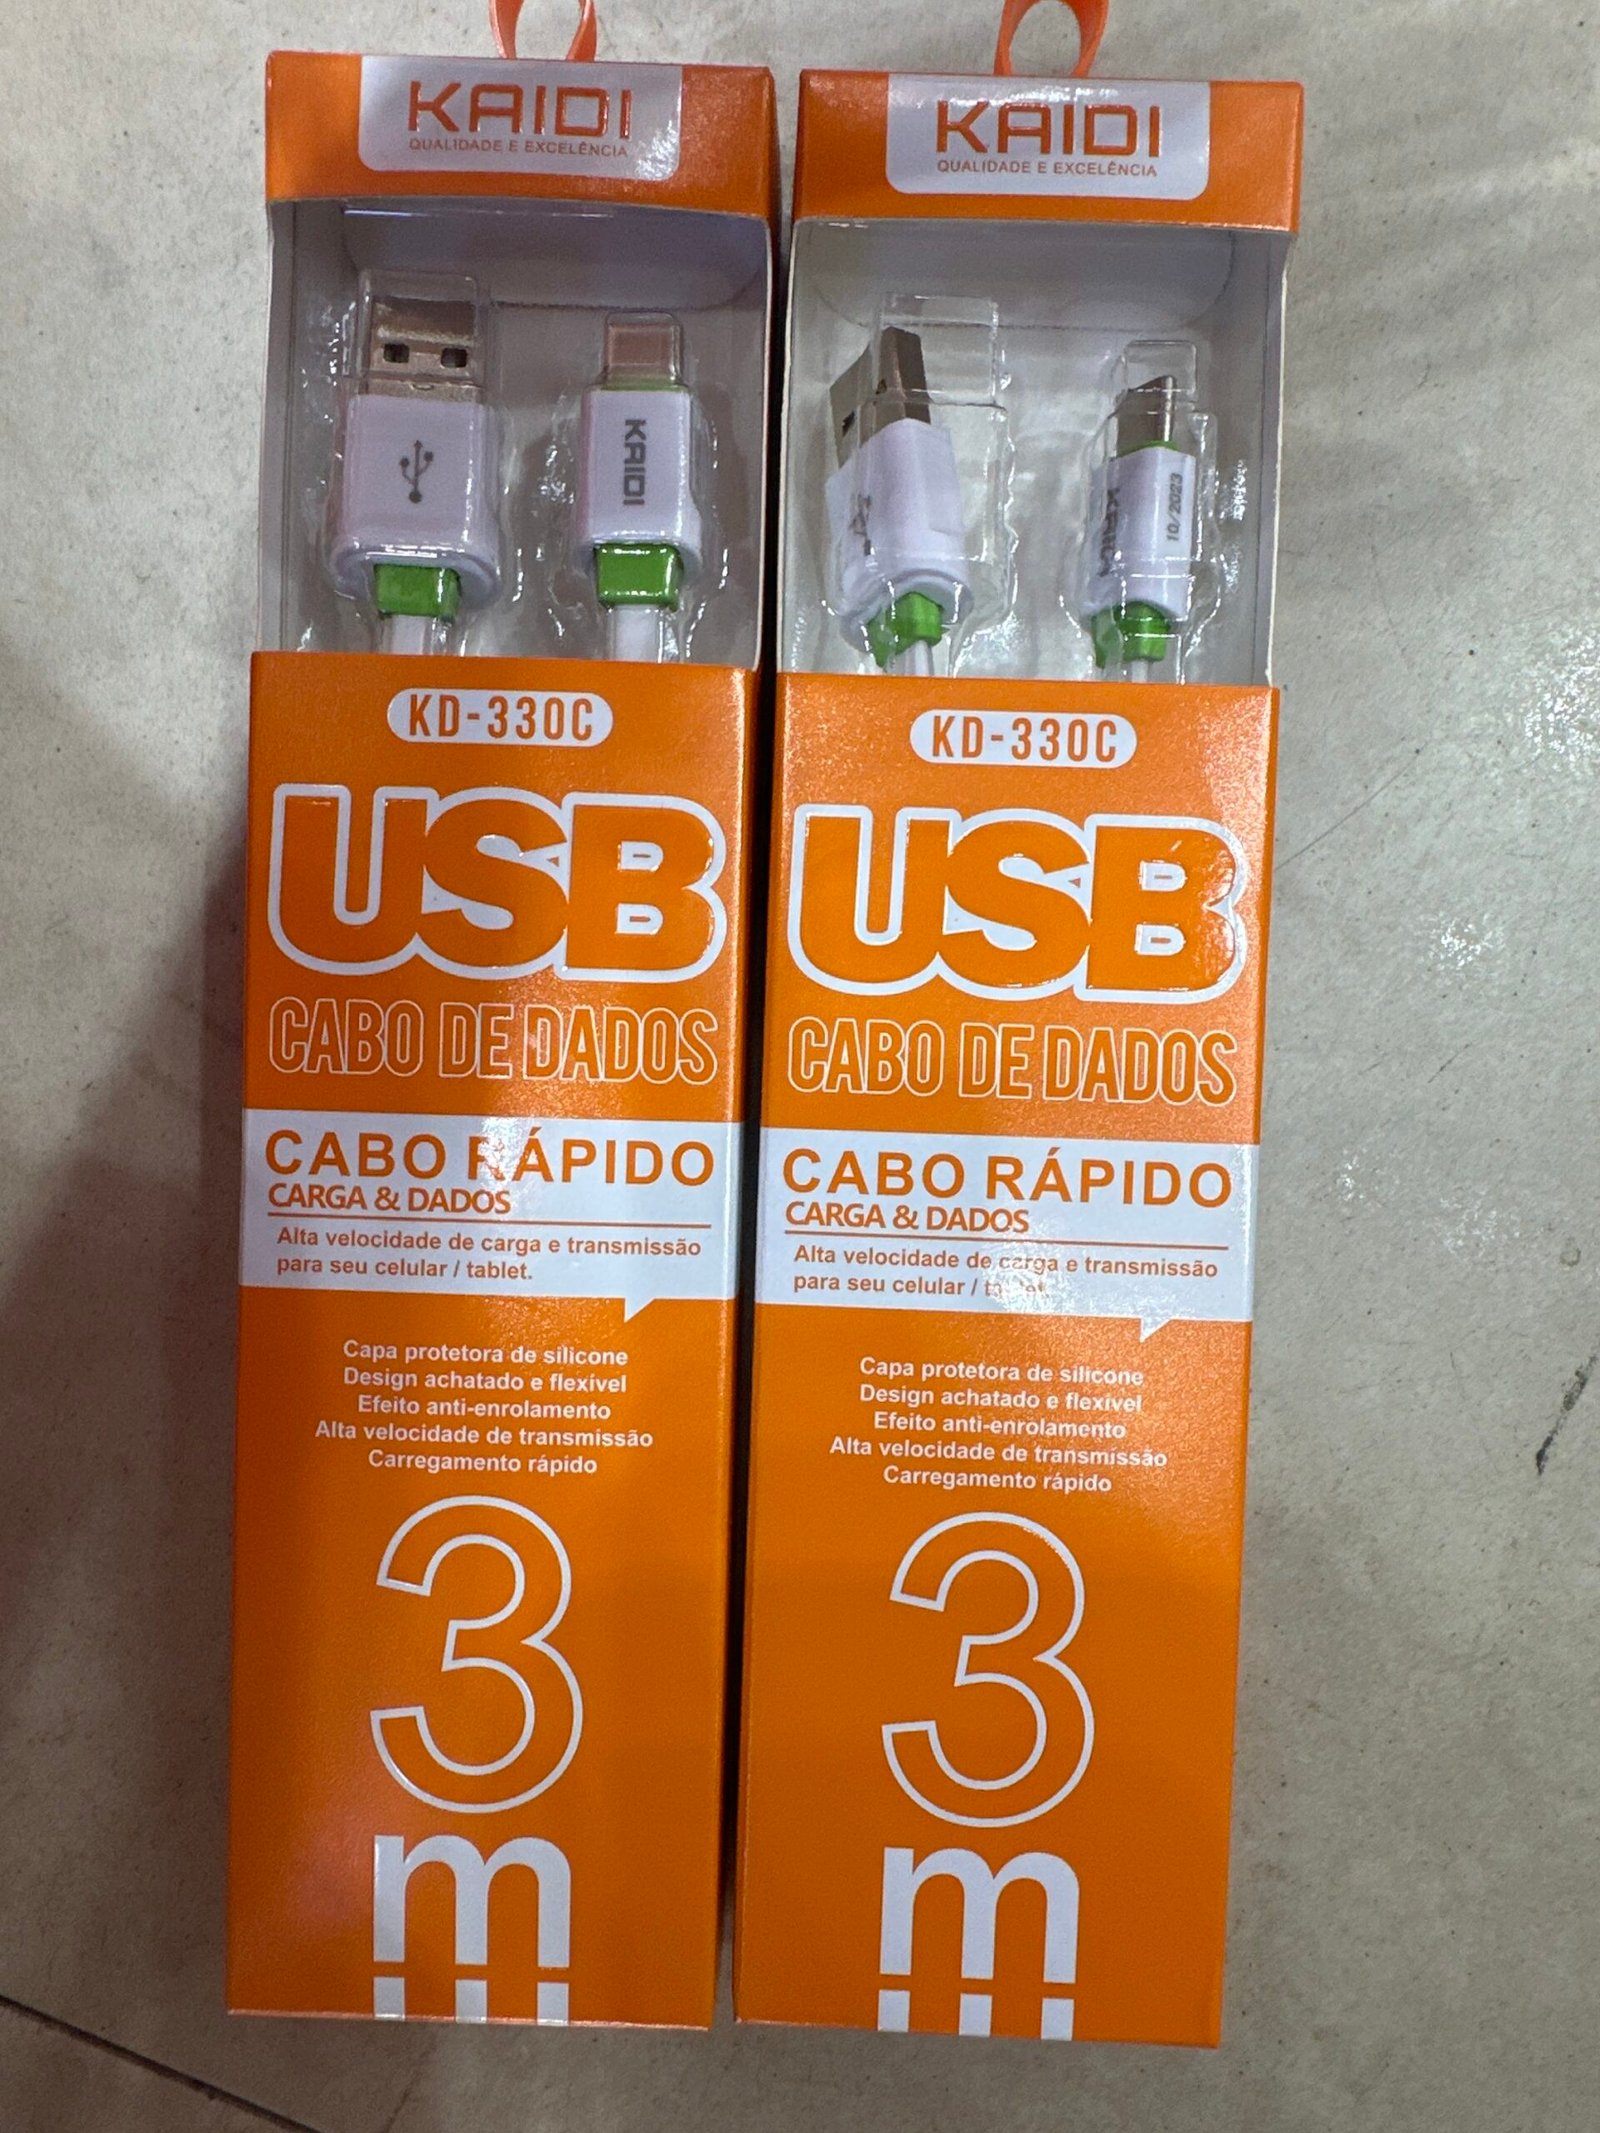 KAIDI
QUALIDADE E EXCELÊNCIA
KAIDI
KD-330C
USB
CABO DE DADOS
CABO RÁPIDO
CARGA & DADOS
Alta velocidade de carga e transmissão
para seu celular / tablet.
Capa protetora de silicone
Design achatado e flexível
Efeito anti-enrolamento
Alta velocidade de transmissão
Carregamento rápido
3
m
KAIDI
QUALIDADE E EXCELÊNCIA
KAIDI
10/2023
KD-330C
USB
CABO DE DADOS
CABO RÁPIDO
CARGA & DADOS
Alta velocidade de carga e transmissão
para seu celular / tablet.
Capa protetora de silicone
Design achatado e flexível
Efeito anti-enrolamento
Alta velocidade de transmissão
Carregamento rápido
3
m